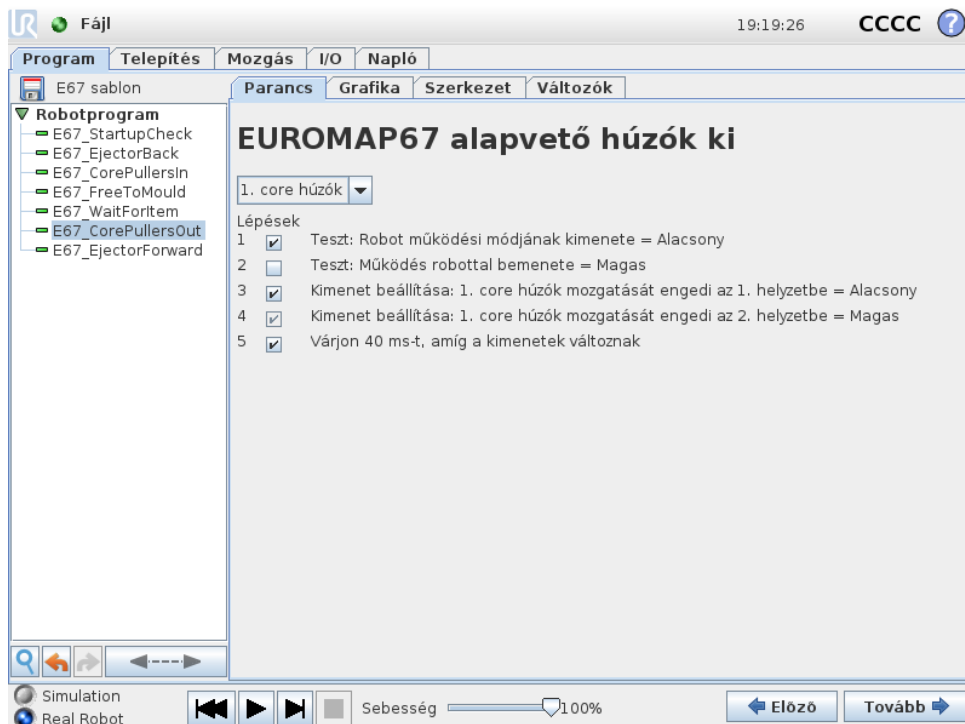 UR Fájl 19:19:26 CCCC ?
Program Telepítés Mozgás I/O Napló
E67 sablon Parancs Grafika Szerkezet Változók
Robotprogram
E67_StartupCheck
E67_EjectorBack
E67_CorePullersIn
E67_FreeToMould
E67_WaitForItem
E67_CorePullersOut
E67_EjectorForward
EUROMAP67 alapvető húzók ki
1. core húzók
Lépések
1 Teszt: Robot működési módjának kimenete = Alacsony
2 Teszt: Működés robottal bemenete = Magas
3 Kimenet beállítása: 1. core húzók mozgatását engedi az 1. helyzetbe = Alacsony
4 Kimenet beállítása: 1. core húzók mozgatását engedi az 2. helyzetbe = Magas
5 Várjon 40 ms-t, amíg a kimenetek változnak
Simulation
Real Robot
Sebesség 100% Előző Tovább